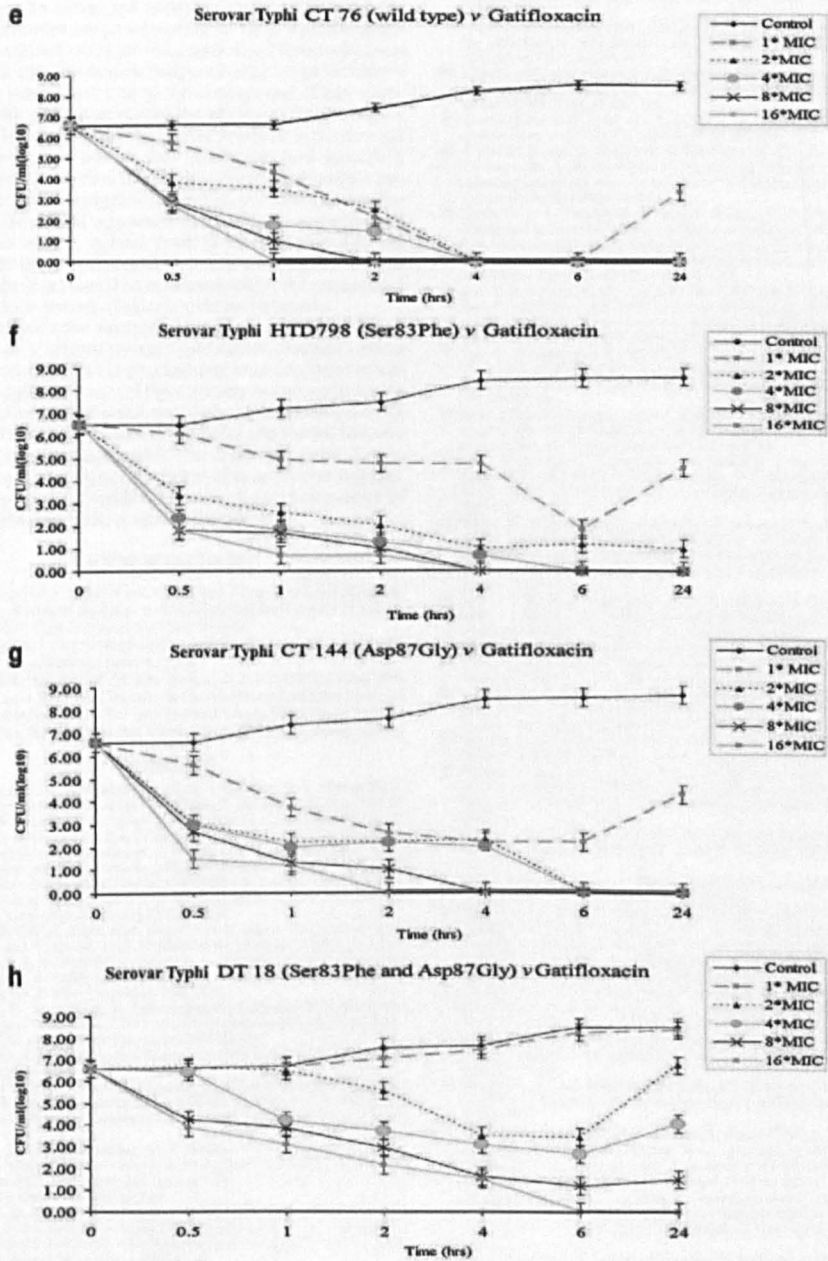 e
Serovar Typhi CT 76 (wild type) v Gatifloxacin
Control
1* MIC
2*MIC
4*MIC
8*MIC
16*MIC
CFU/ml(log10)
9.00
8.00
7.00
6.00
5.00
4.00
3.00
2.00
1.00
0.00
0 0.5 1 2 4 6 24
Time (hrs)
f
Serovar Typhi HTD798 (Ser83Phe) v Gatifloxacin
Control
1* MIC
2*MIC
4*MIC
8*MIC
16*MIC
CFU/ml(log10)
9.00
8.00
7.00
6.00
5.00
4.00
3.00
2.00
1.00
0.00
0 0.5 1 2 4 6 24
Time (hrs)
g
Serovar Typhi CT 144 (Asp87Gly) v Gatifloxacin
Control
1* MIC
2*MIC
4*MIC
8*MIC
16*MIC
CFU/ml(log10)
9.00
8.00
7.00
6.00
5.00
4.00
3.00
2.00
1.00
0.00
0 0.5 1 2 4 6 24
Time (hrs)
h
Serovar Typhi DT 18 (Ser83Phe and Asp87Gly) v Gatifloxacin
Control
1* MIC
2*MIC
4*MIC
8*MIC
16*MIC
CFU/ml(log10)
9.00
8.00
7.00
6.00
5.00
4.00
3.00
2.00
1.00
0.00
0 0.5 1 2 4 6 24
Time (hrs)